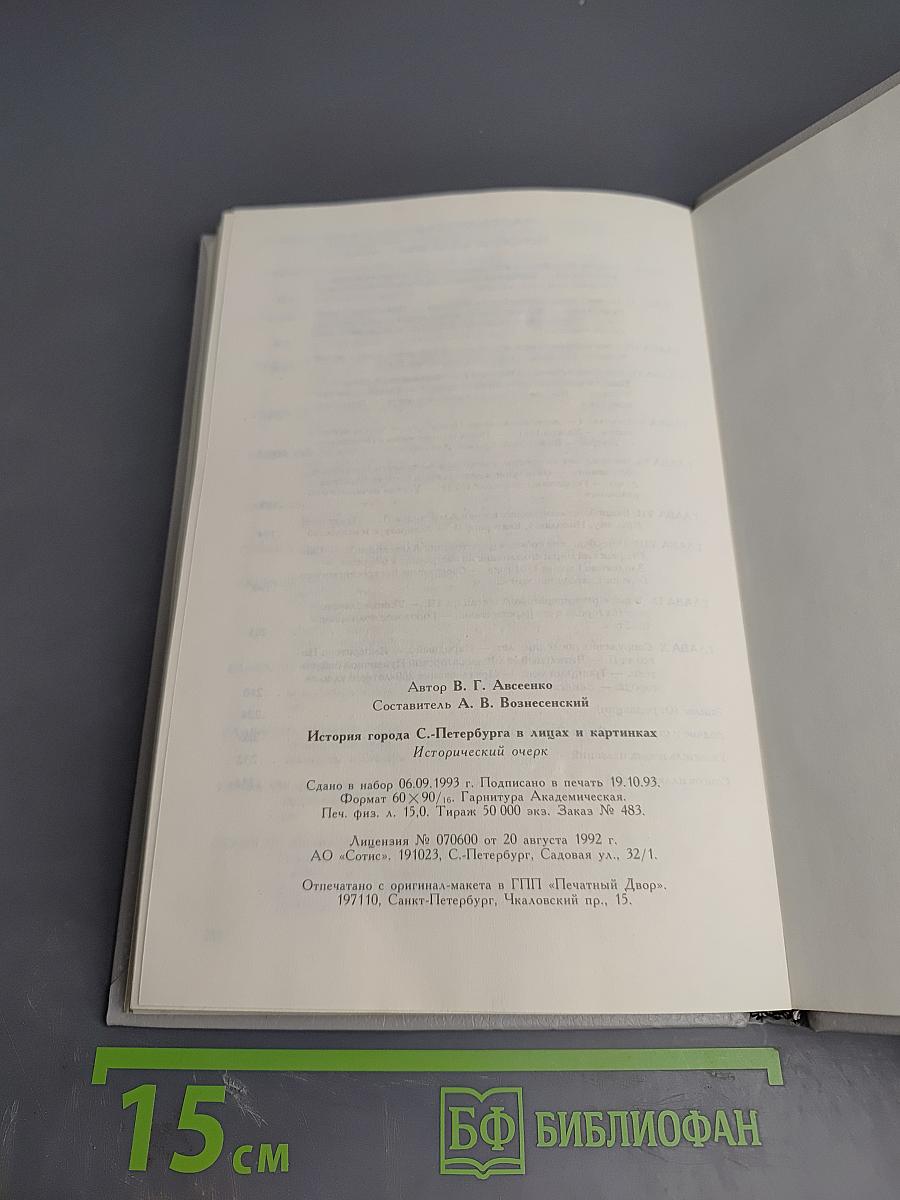 Автор В. Г. Авсеенко
Составитель А. В. Вознесенский
История города С.-Петербурга в лицах и картинках
Исторический очерк
Сдано в набор 06.09.1993 г. Подписано в печать 19.10.93.
Формат 60×90/16. Гарнитура Академическая.
Печ. физ. л. 15,0. Тираж 50 000 экз. Заказ № 483.
Лицензия № 070600 от 20 августа 1992 г.
АО «Сотис». 191023, С.-Петербург, Садовая ул., 32/1.
Отпечатано с оригинал-макета в ГПП «Печатный Двор».
197110, Санкт-Петербург, Чкаловский пр., 15.
15 см
БФ БИБЛИОФАН